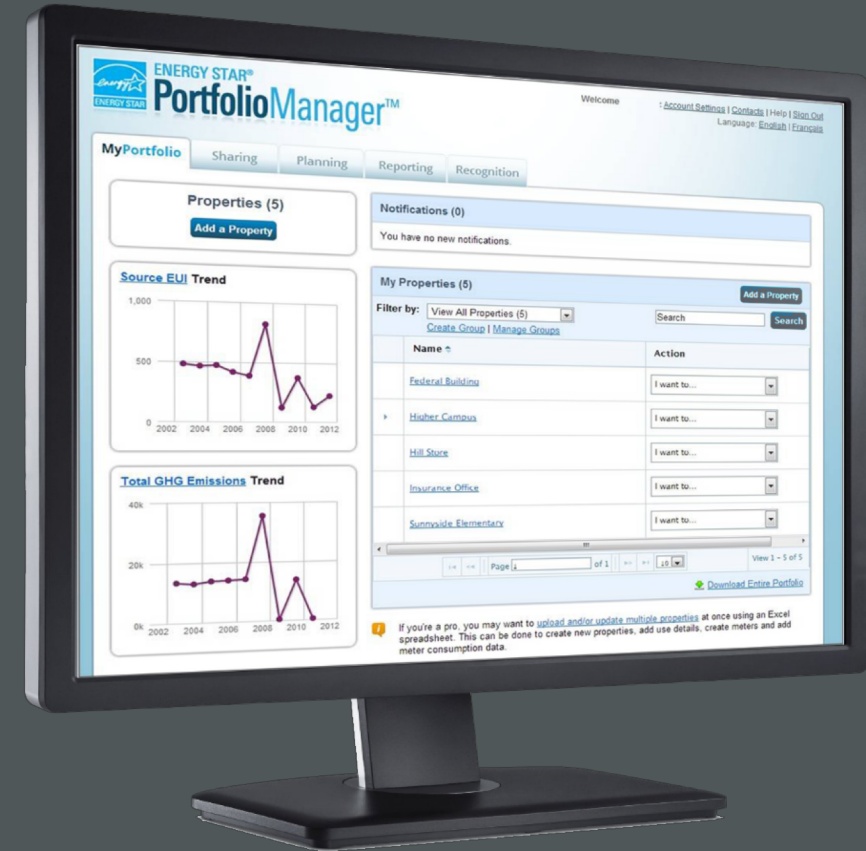 energy
ENERGY STAR
ENERGY STAR®
PortfolioManager™
Welcome : Account Settings | Contacts | Help | Sign Out
Language: English | Français
MyPortfolio Sharing Planning Reporting Recognition
Properties (5)
Add a Property
Source EUI Trend
1,000
500
0
2002 2004 2006 2008 2010 2012
Total GHG Emissions Trend
40k
20k
0k
2002 2004 2006 2008 2010 2012
Notifications (0)
You have no new notifications.
My Properties (5)
Add a Property
Filter by: View All Properties (5)
Search Search
Create Group | Manage Groups
Name Action
Federal Building I want to...
Higher Campus I want to...
Hill Store I want to...
Insurance Office I want to...
Sunnyside Elementary I want to...
Page 1 of 1 10 View 1 - 5 of 5
Download Entire Portfolio
If you're a pro, you may want to upload and/or update multiple properties at once using an Excel
spreadsheet. This can be done to create new properties, add use details, create meters and add
meter consumption data.